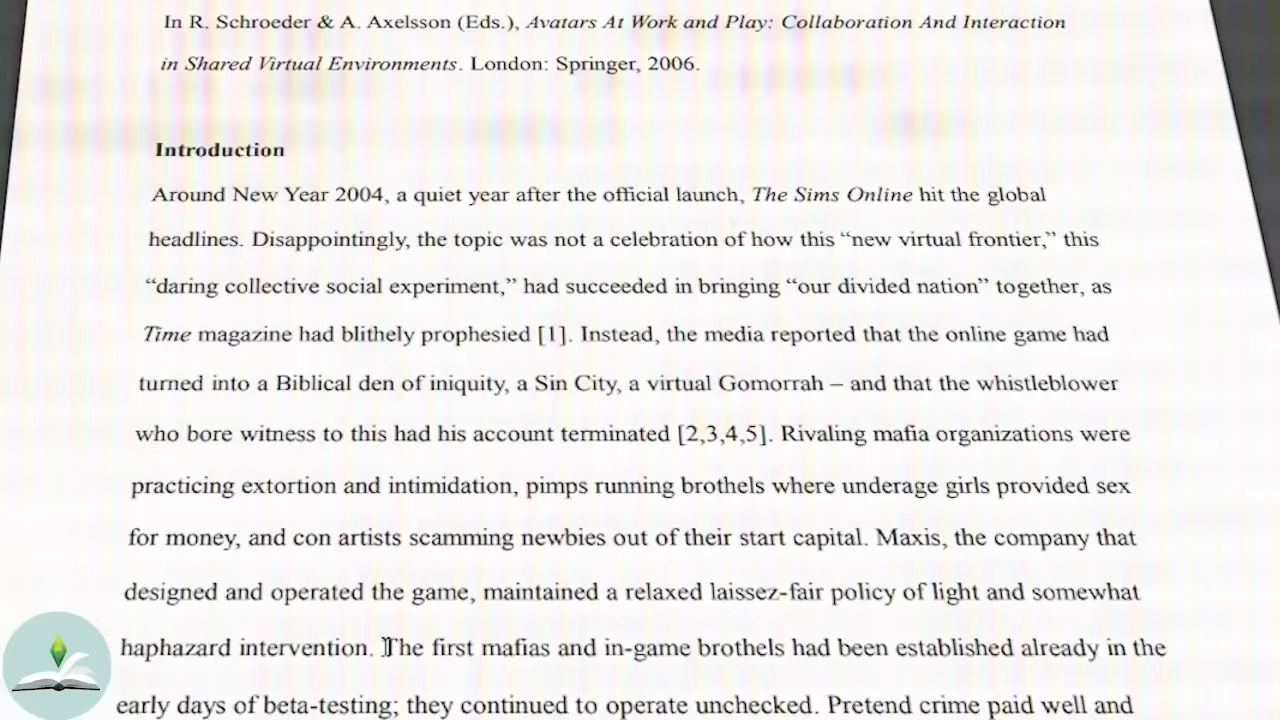 In R. Schroeder & A. Axelsson (Eds.), Avatars At Work and Play: Collaboration And Interaction
in Shared Virtual Environments. London: Springer, 2006.
Introduction
Around New Year 2004, a quiet year after the official launch, The Sims Online hit the global
headlines. Disappointingly, the topic was not a celebration of how this “new virtual frontier,” this
“daring collective social experiment,” had succeeded in bringing “our divided nation” together, as
Time magazine had blithely prophesied [1]. Instead, the media reported that the online game had
turned into a Biblical den of iniquity, a Sin City, a virtual Gomorrah – and that the whistleblower
who bore witness to this had his account terminated [2,3,4,5]. Rivaling mafia organizations were
practicing extortion and intimidation, pimps running brothels where underage girls provided sex
for money, and con artists scamming newbies out of their start capital. Maxis, the company that
designed and operated the game, maintained a relaxed laissez-fair policy of light and somewhat
haphazard intervention. The first mafias and in-game brothels had been established already in the
early days of beta-testing; they continued to operate unchecked. Pretend crime paid well and